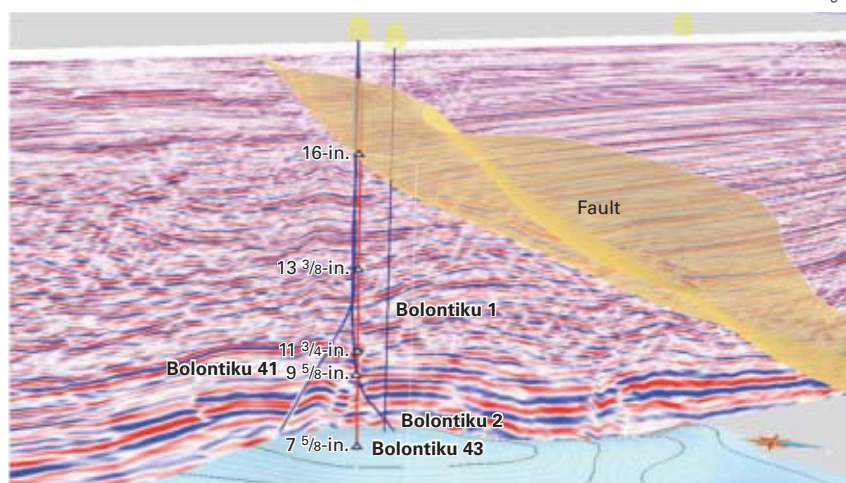 16-in.
Fault
13 3/8-in.
Bolontiku 1
11 3/4-in.
Bolontiku 41
9 5/8-in.
Bolontiku 2
7 5/8-in.
Bolontiku 43